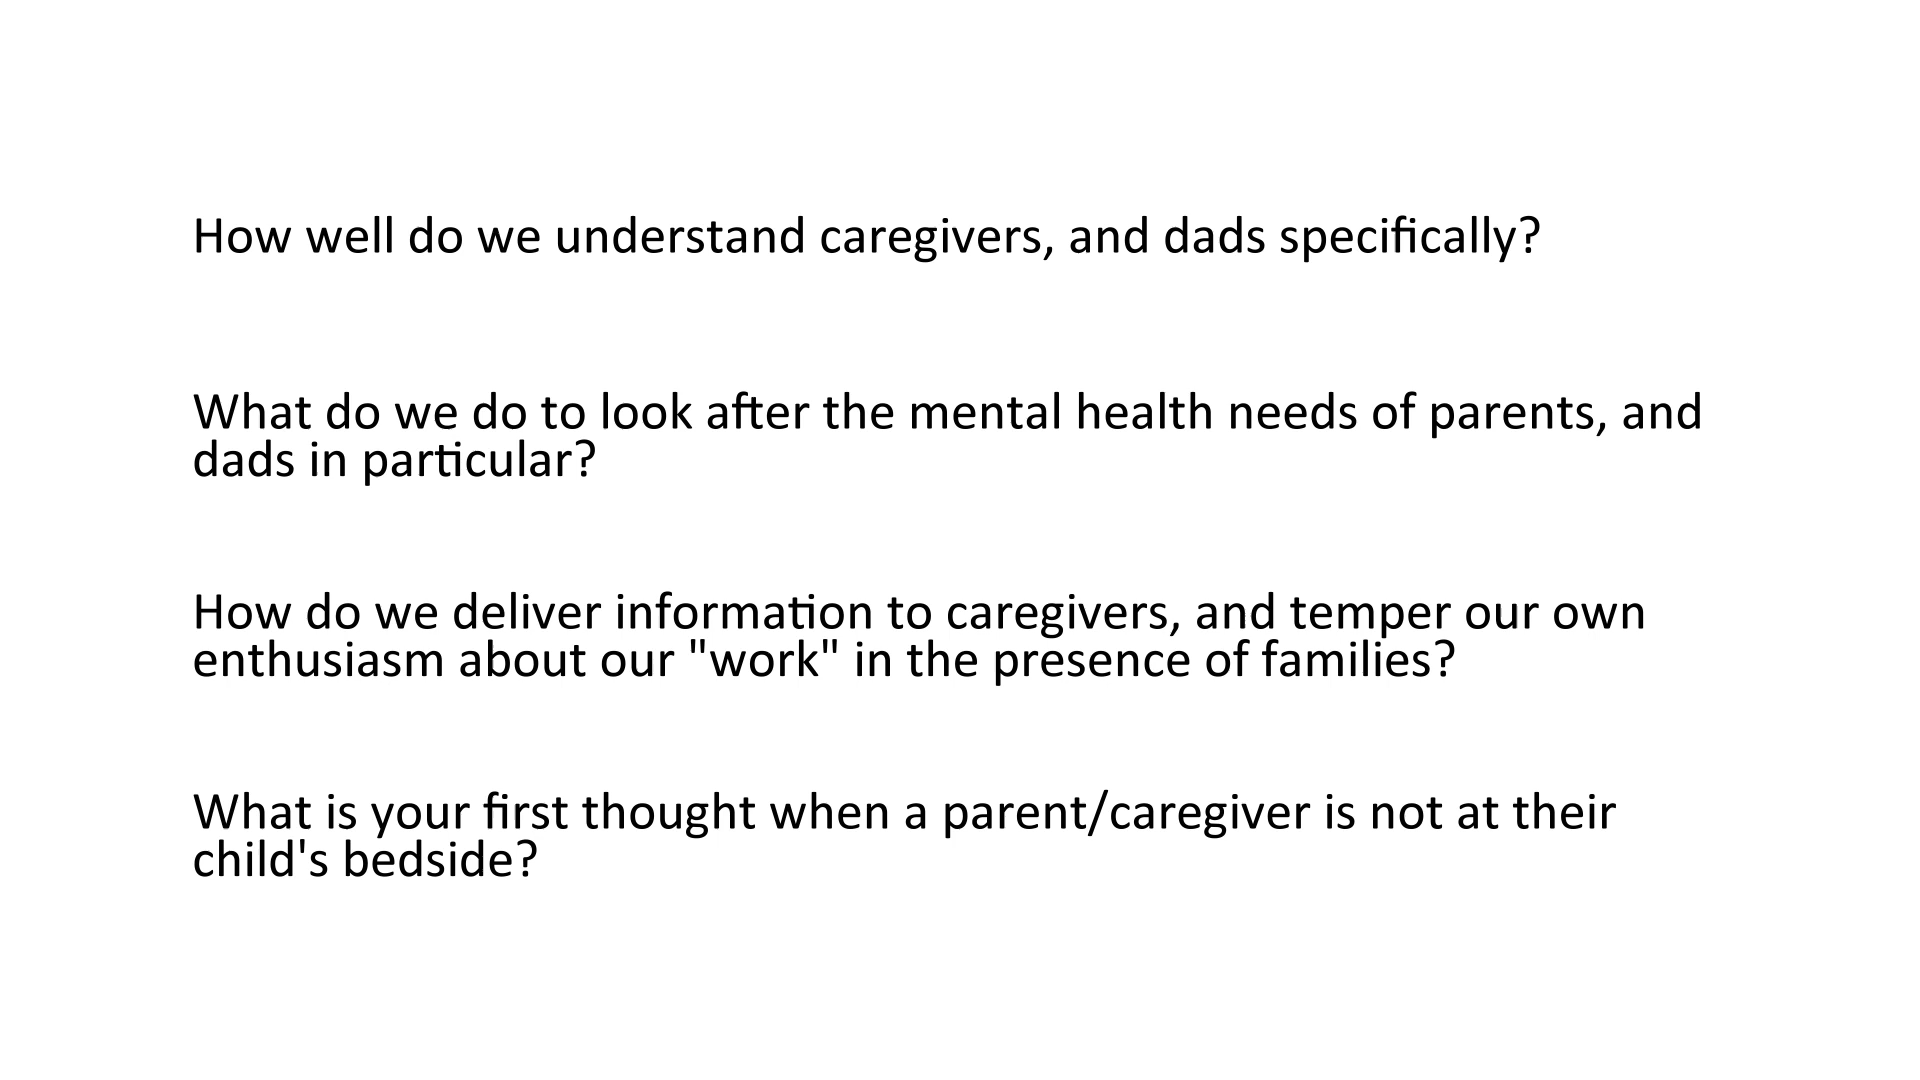 How well do we understand caregivers, and dads specifically?
What do we do to look after the mental health needs of parents, and
dads in particular?
How do we deliver information to caregivers, and temper our own
enthusiasm about our "work" in the presence of families?
What is your first thought when a parent/caregiver is not at their
child's bedside?